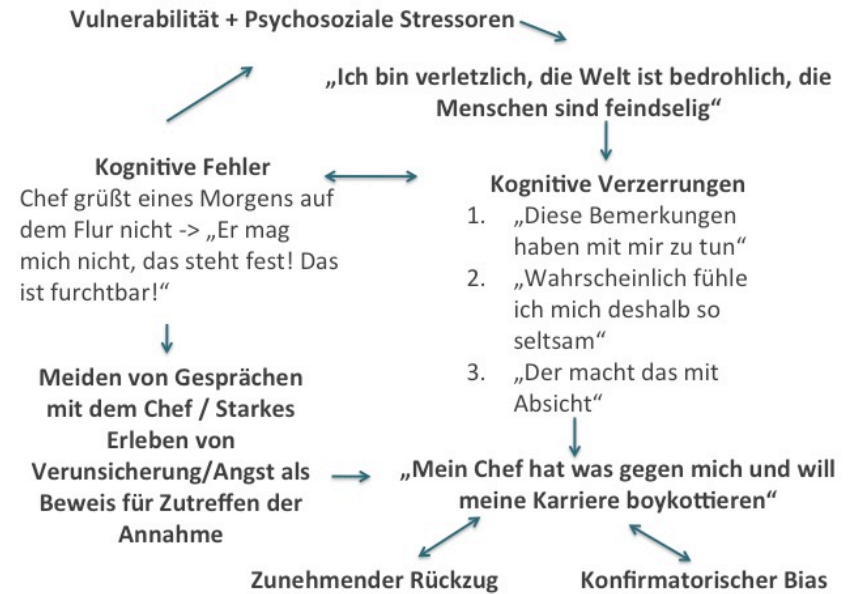 Vulnerabilität + Psychosoziale Stressoren
„Ich bin verletzlich, die Welt ist bedrohlich, die
Menschen sind feindselig“
Kognitive Fehler
Chef grüßt eines Morgens auf
dem Flur nicht -> „Er mag
mich nicht, das steht fest! Das
ist furchtbar!“
Kognitive Verzerrungen
1. „Diese Bemerkungen
haben mit mir zu tun“
2. „Wahrscheinlich fühle
ich mich deshalb so
seltsam“
3. „Der macht das mit
Absicht“
Meiden von Gesprächen
mit dem Chef / Starkes
Erleben von
Verunsicherung/Angst als
Beweis für Zutreffen der
Annahme
„Mein Chef hat was gegen mich und will
meine Karriere boykottieren“
Zunehmender Rückzug
Konfirmatorischer Bias